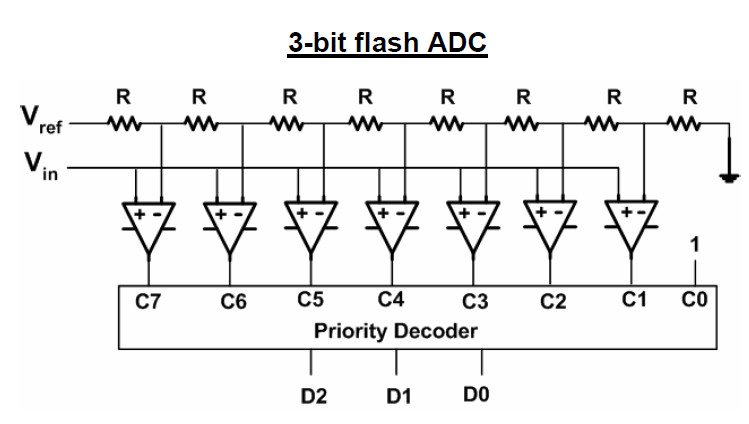 3-bit flash ADC
R R R R R R R R
Vref
Vin
+ - + - + - + - + - + - + -
1
C7 C6 C5 C4 C3 C2 C1 C0
Priority Decoder
D2 D1 D0